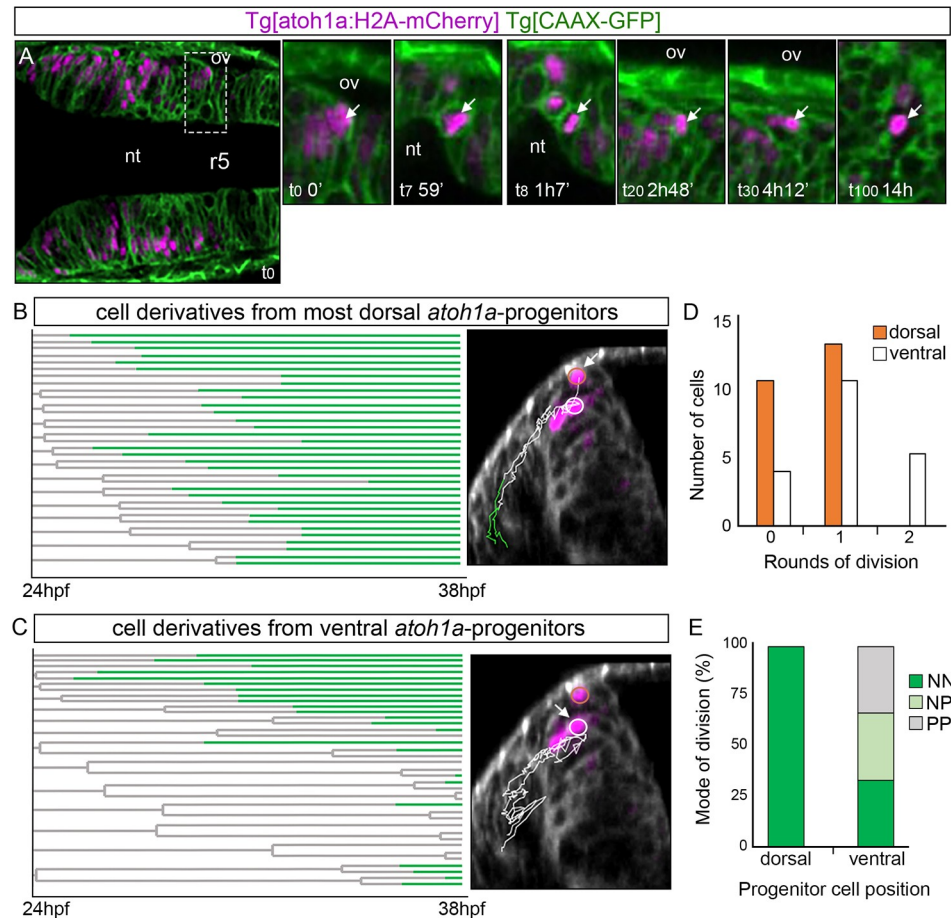 Tg[atoh1a:H2A-mCherry] Tg[CAAX-GFP]
A
ov
nt
r5
t0
ov
t0 0’
nt
t7 59’
nt
t8 1h7’
ov
t20 2h48’
ov
t30 4h12’
t100 14h
B
cell derivatives from most dorsal atoh1a-progenitors
24hpf
38hpf
C
cell derivatives from ventral atoh1a-progenitors
24hpf
38hpf
D
15
10
5
0
Number of cells
dorsal
ventral
0 1 2
Rounds of division
E
100
75
50
25
0
Mode of division (%)
NN
NP
PP
dorsal ventral
Progenitor cell position